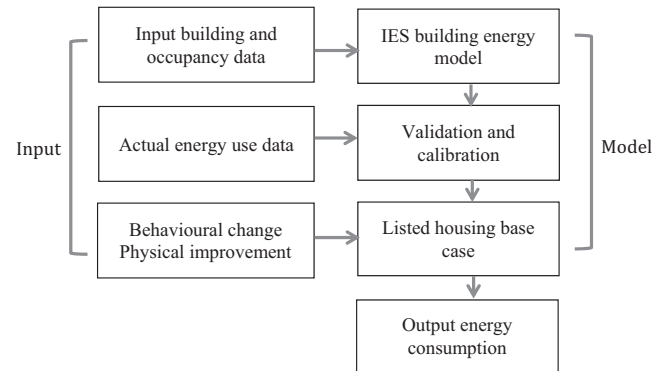 Input building and
occupancy data
IES building energy
model
Input
Actual energy use data
Validation and
calibration
Model
Behavioural change
Physical improvement
Listed housing base
case
Output energy
consumption